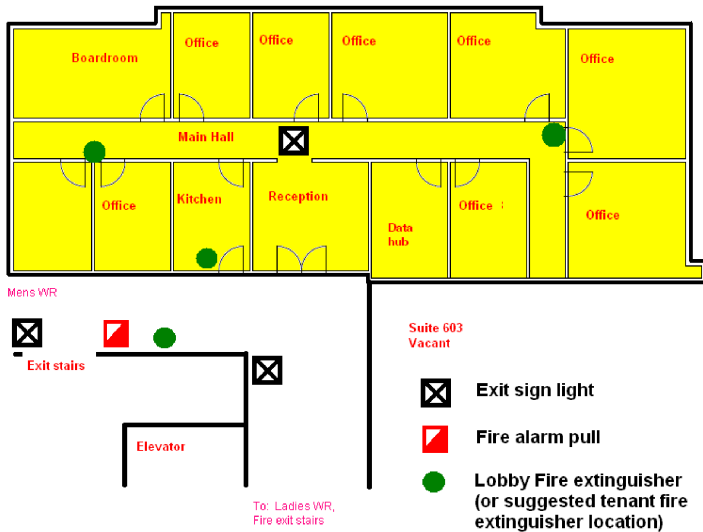 Boardroom
Office
Office
Office
Office
Office
Main Hall
Office
Kitchen
Reception
Data
hub
Office :
Office
Mens WR
Exit stairs
Elevator
To: Ladies WR,
Fire exit stairs
Suite 603
Vacant
Exit sign light
Fire alarm pull
Lobby Fire extinguisher
(or suggested tenant fire
extinguisher location)